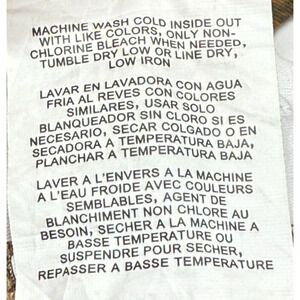 MACHINE WASH COLD INSIDE OUT
WITH LIKE COLORS, ONLY NON-
CHLORINE BLEACH WHEN NEEDED,
TUMBLE DRY LOW OR LINE DRY,
LOW IRON
LAVAR EN LAVADORA CON AGUA
FRIA AL REVES CON COLORES
SIMILARES, USAR SOLO
BLANQUEADOR SIN CLORO SI ES
NECESARIO, SECAR COLGADO O EN
SECADORA A TEMPERATURA BAJA,
PLANCHAR A TEMPERATURA BAJA
LAVER A L'ENVERS A LA MACHINE
A L'EAU FROIDE AVEC COULEURS
SEMBLABLES, AGENT DE
BLANCHIMENT NON CHLORE AU
BESOIN, SECHER A LA MACHINE A
BASSE TEMPERATURE OU
SUSPENDRE POUR SECHER,
REPASSER A BASSE TEMPERATURE